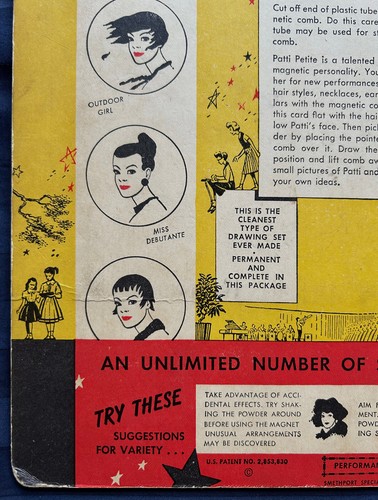 Cut off end of plastic tube
netic comb. Do this care
tube may be used for st
comb.
Patti Petite is a talented
magnetic personality. You
her for new performances
hair styles, necklaces, ear
lars with the magnetic co
this card flat with the hai
low Patti's face. Then pick
der by placing the pointe
comb over it. Draw the
position and lift comb aw
small pictures of Patti and
your own ideas.
OUTDOOR
GIRL
MISS
DEBUTANTE
THIS IS THE
CLEANEST
TYPE OF
DRAWING SET
EVER MADE
•
PERMANENT
AND
COMPLETE IN
THIS PACKAGE
AN UNLIMITED NUMBER OF S
TRY THESE
SUGGESTIONS
FOR VARIETY . . .
TAKE ADVANTAGE OF ACCI-
DENTAL EFFECTS. TRY SHAK-
ING THE POWDER AROUND
BEFORE USING THE MAGNET
UNUSUAL ARRANGEMENTS
MAY BE DISCOVERED
AIM
MENT.
POWD
ING S
U.S. PATENT NO. 2,853,830
©
PERFORMA
SMETHPORT SPECIA